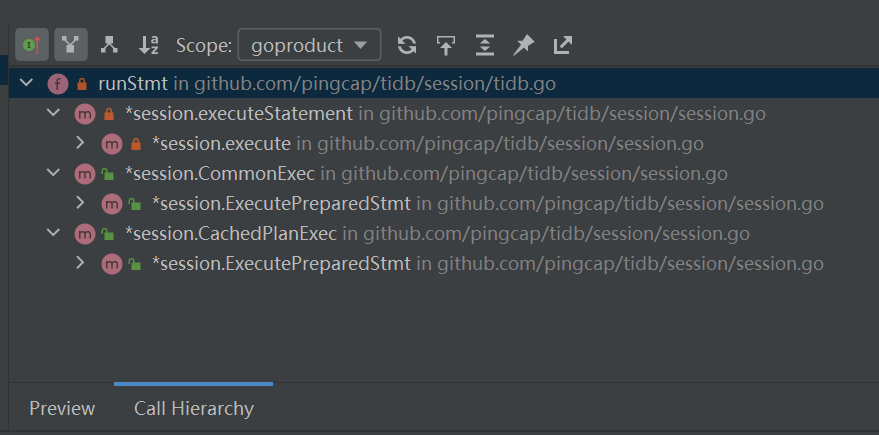 Scope: goproduct
runStmt in github.com/pingcap/tidb/session/tidb.go
*session.executeStatement in github.com/pingcap/tidb/session/session.go
*session.execute in github.com/pingcap/tidb/session/session.go
*session.CommonExec in github.com/pingcap/tidb/session/session.go
*session.ExecutePreparedStmt in github.com/pingcap/tidb/session/session.go
*session.CachedPlanExec in github.com/pingcap/tidb/session/session.go
*session.ExecutePreparedStmt in github.com/pingcap/tidb/session/session.go
Preview Call Hierarchy